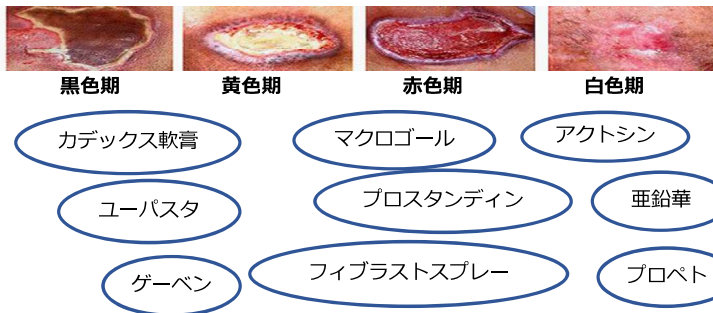 黒色期 黄色期 赤色期 白色期
カデックス軟膏 マクロゴール アクトシン
ユーパスタ プロスタンディン 亜鉛華
ゲーベン フィブラストスプレー プロペト